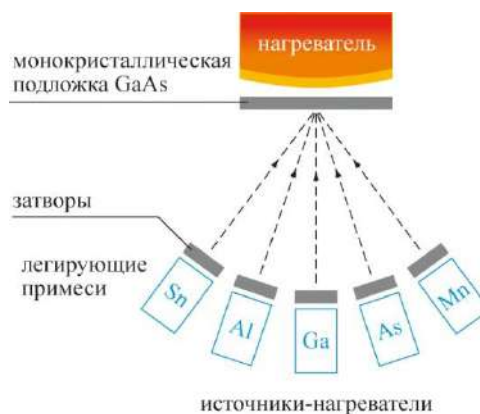 нагреватель
монокристаллическая
подложка GaAs
затворы
легирующие
примеси
Sn
Al
Ga
As
Mn
источники-нагреватели